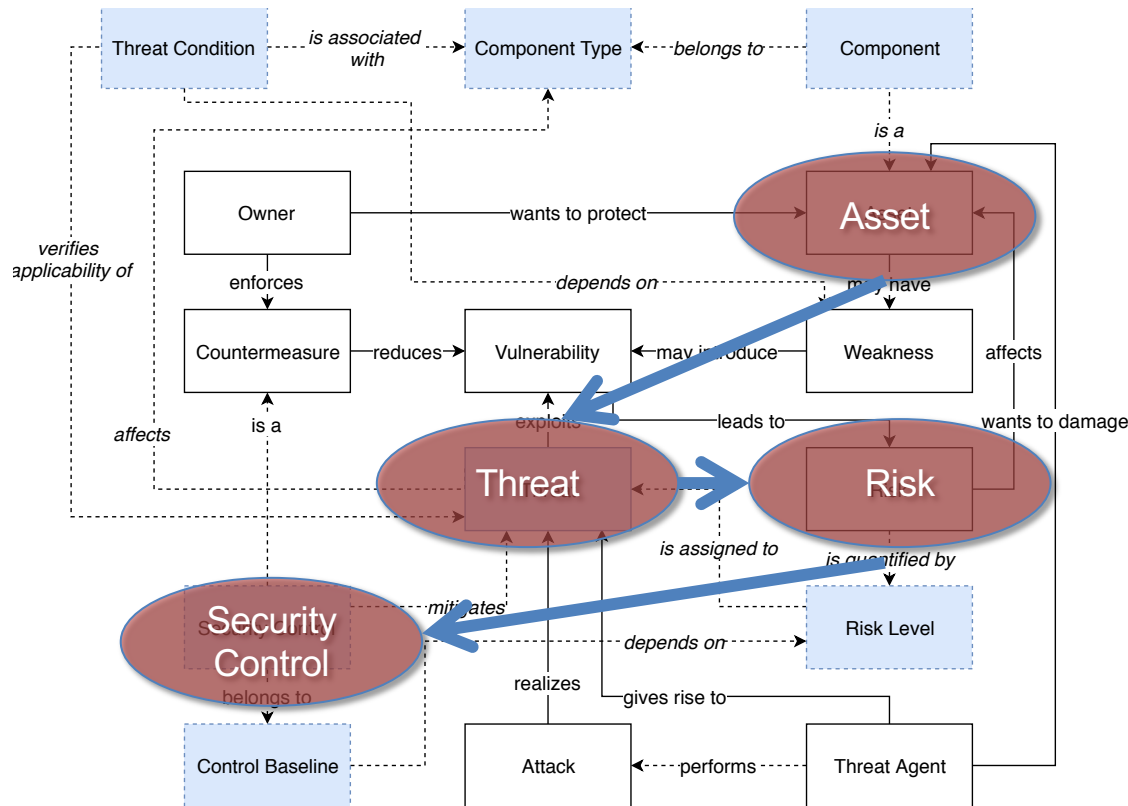 Threat Condition
is associated
with
Component Type
belongs to
Component
is a
Owner
wants to protect
Asset
verifies
applicability of
enforces
depends on
may have
Countermeasure
reduces
Vulnerability
may introduce
Weakness
affects
is a
affects
exploits
leads to
wants to damage
Threat
Risk
is assigned to
is quantified by
Security
Control
Security Control
mitigates
depends on
Risk Level
belongs to
realizes
gives rise to
Control Baseline
Attack
performs
Threat Agent